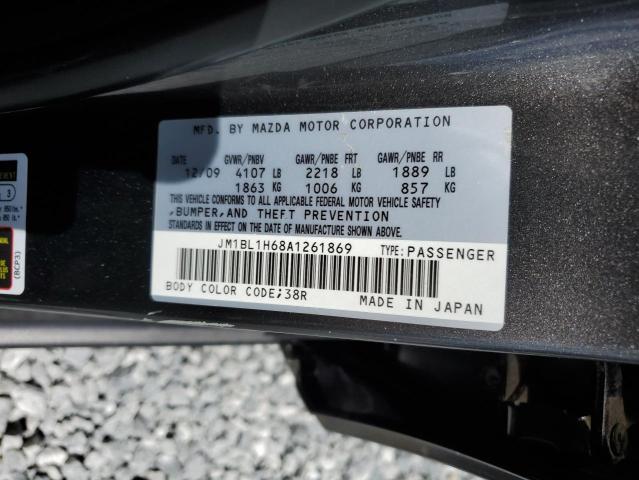 MFD. BY MAZDA MOTOR CORPORATION
DATE GVWR/PNBV GAWR/PNBE FRT GAWR/PNBE RR
12/09 4107 LB 2218 LB 1889 LB
1863 KG 1006 KG 857 KG
THIS VEHICLE CONFORMS TO ALL APPLICABLE FEDERAL MOTOR VEHICLE SAFETY
,BUMPER,AND THEFT PREVENTION
STANDARDS IN EFFECT ON THE DATE OF MANUFACTURE SHOWN ABOVE.
JM1BL1H68A1261869 TYPE:PASSENGER
BODY COLOR CODE;38R MADE IN JAPAN
3
(BCP3)